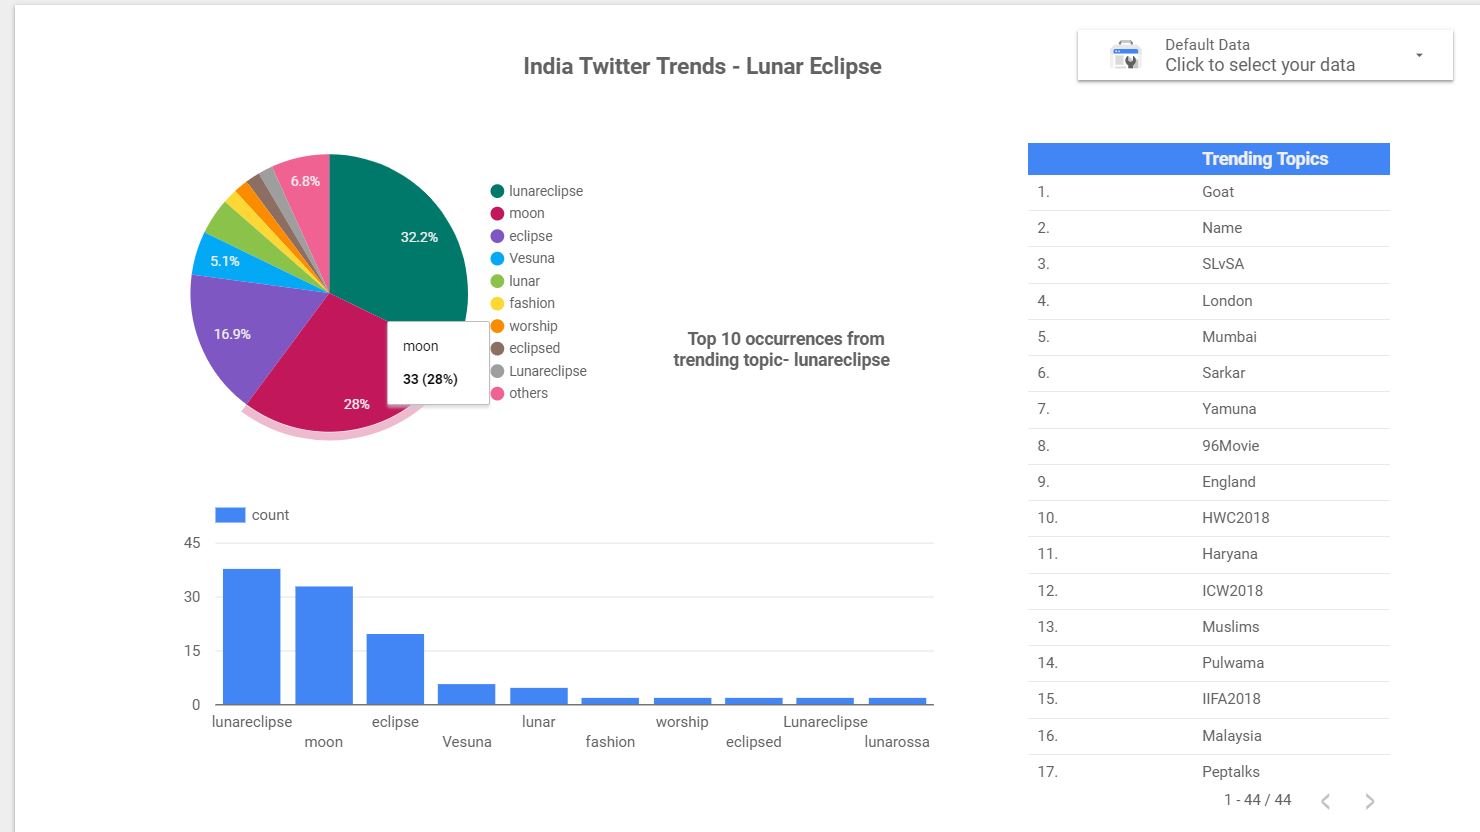 India Twitter Trends - Lunar Eclipse
Default Data
Click to select your data
6.8%
32.2%
5.1%
16.9%
28%
moon
33 (28%)
lunareclipse
moon
eclipse
Vesuna
lunar
fashion
worship
eclipsed
Lunareclipse
others
Top 10 occurrences from
trending topic- lunareclipse
count
45
30
15
0
lunareclipse
moon
eclipse
Vesuna
lunar
fashion
worship
eclipsed
Lunareclipse
lunarossa
Trending Topics
1. Goat
2. Name
3. SLvSA
4. London
5. Mumbai
6. Sarkar
7. Yamuna
8. 96Movie
9. England
10. HWC2018
11. Haryana
12. ICW2018
13. Muslims
14. Pulwama
15. IIFA2018
16. Malaysia
17. Peptalks
1 - 44 / 44